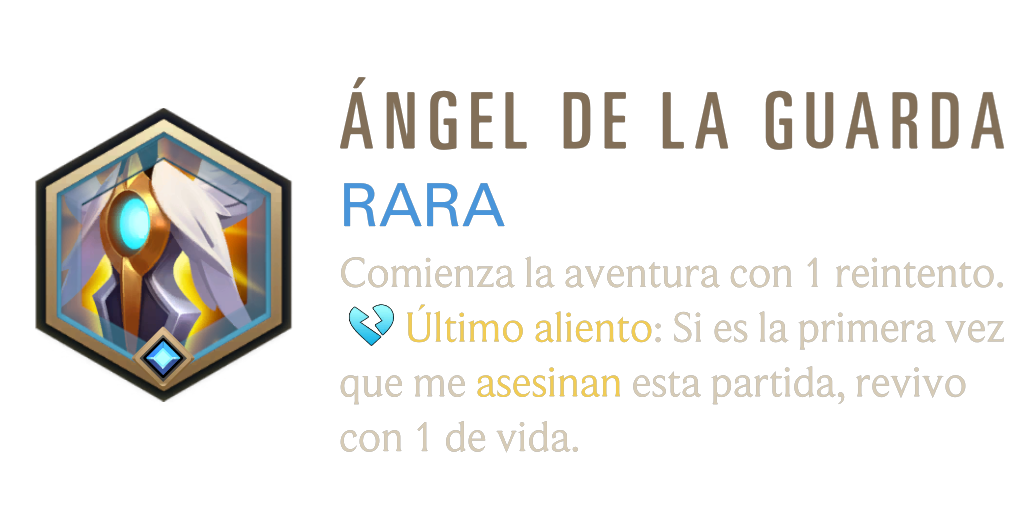 ÁNGEL DE LA GUARDA
RARA
Comienza la aventura con 1 reintento.
Último aliento: Si es la primera vez
que me asesinan esta partida, revivo
con 1 de vida.